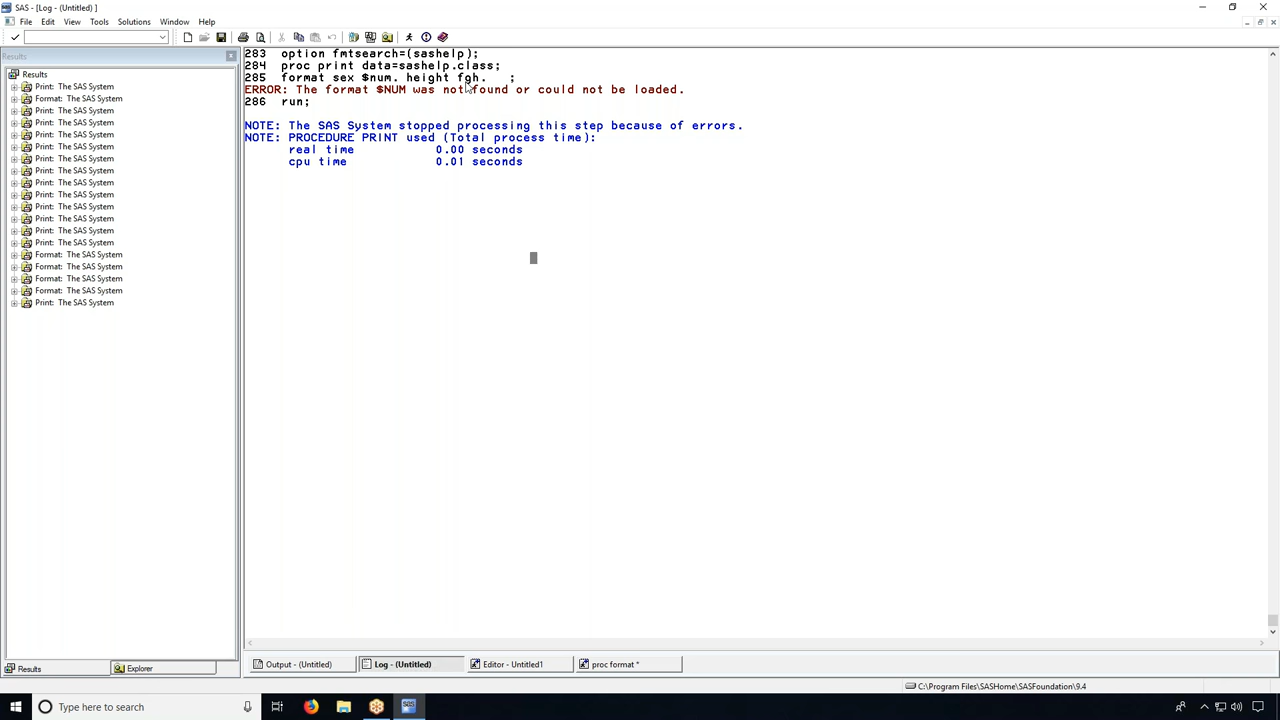 SAS - [Log - (Untitled) ]
File Edit View Tools Solutions Window Help
Results
Results
Print: The SAS System
Format: The SAS System
Print: The SAS System
Print: The SAS System
Print: The SAS System
Print: The SAS System
Print: The SAS System
Print: The SAS System
Print: The SAS System
Print: The SAS System
Print: The SAS System
Print: The SAS System
Print: The SAS System
Print: The SAS System
Format: The SAS System
Format: The SAS System
Format: The SAS System
Format: The SAS System
Print: The SAS System
283 option fmtsearch=(sashelp);
284 proc print data=sashelp.class;
285 format sex $num. height fgh. ;
ERROR: The format $NUM was not found or could not be loaded.
286 run;
NOTE: The SAS System stopped processing this step because of errors.
NOTE: PROCEDURE PRINT used (Total process time):
real time 0.00 seconds
cpu time 0.01 seconds
Results Explorer
Output - (Untitled) Log - (Untitled) Editor - Untitled1 proc format *
C:\Program Files\SASHome\SASFoundation\9.4
Type here to search